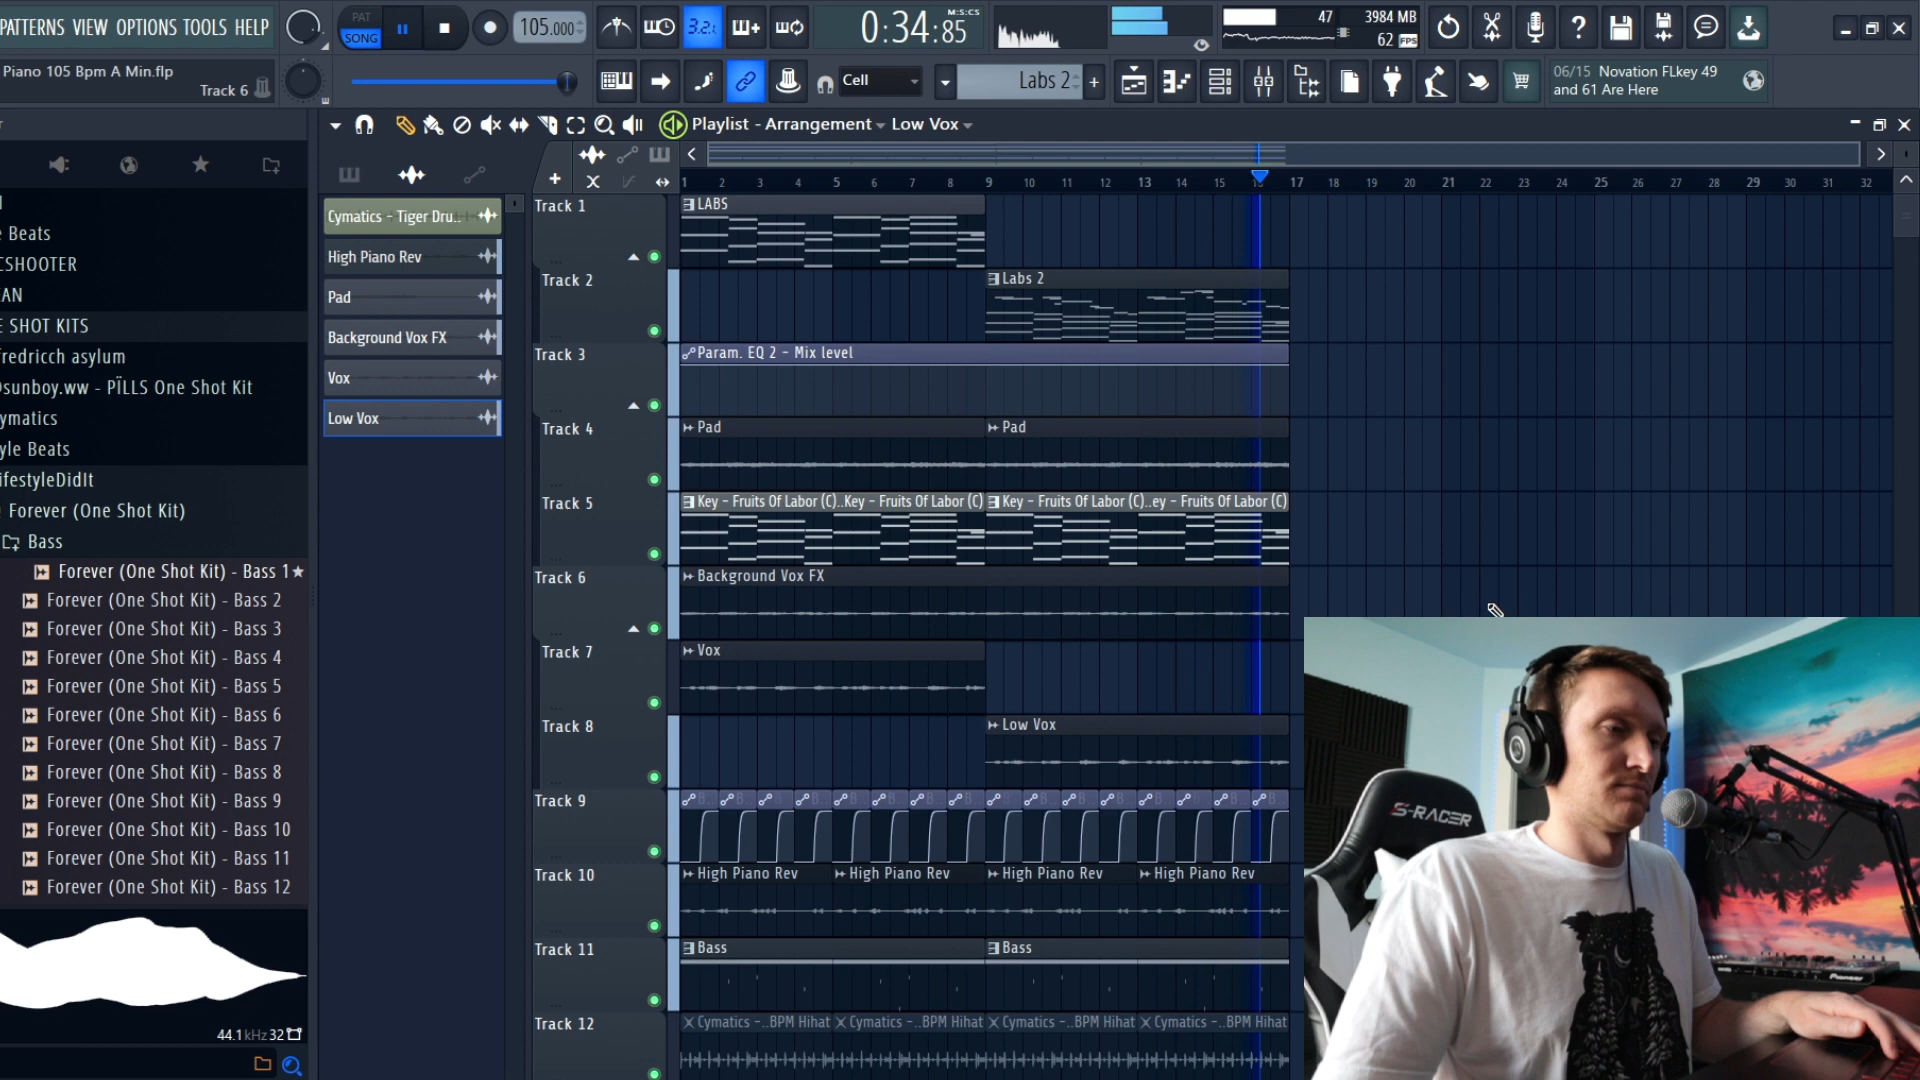 PATTERNS VIEW OPTIONS TOOLS HELP
PAT
SONG
105.000
3.2.
M:S:CS
0:34:85
47
3984 MB
62 FPS
Piano 105 Bpm A Min.flp
Track 6
Cell
Labs 2
06/15 Novation FLkey 49
and 61 Are Here
Playlist - Arrangement
Low Vox
e Beats
CSHOOTER
AN
E SHOT KITS
fredricch asylum
@sunboy.ww - PÏLLS One Shot Kit
ymatics
yle Beats
ifestyleDidIt
Forever (One Shot Kit)
Bass
Forever (One Shot Kit) - Bass 1
Forever (One Shot Kit) - Bass 2
Forever (One Shot Kit) - Bass 3
Forever (One Shot Kit) - Bass 4
Forever (One Shot Kit) - Bass 5
Forever (One Shot Kit) - Bass 6
Forever (One Shot Kit) - Bass 7
Forever (One Shot Kit) - Bass 8
Forever (One Shot Kit) - Bass 9
Forever (One Shot Kit) - Bass 10
Forever (One Shot Kit) - Bass 11
Forever (One Shot Kit) - Bass 12
44.1kHz 32
Cymatics - Tiger Dru..
High Piano Rev
Pad
Background Vox FX
Vox
Low Vox
1 2 3 4 5 6 7 8 9 10 11 12 13 14 15 17 18 19 20 21 22 23 24 25 26 27 28 29 30 31 32
Track 1
LABS
Track 2
Labs 2
Track 3
Param. EQ 2 - Mix level
Track 4
Pad
Pad
Track 5
Key - Fruits Of Labor (C)..Key - Fruits Of Labor (C)
Key - Fruits Of Labor (C)..ey - Fruits Of Labor (C)
Track 6
Background Vox FX
Track 7
Vox
Track 8
Low Vox
Track 9
Track 10
High Piano Rev
High Piano Rev
High Piano Rev
High Piano Rev
Track 11
Bass
Bass
Track 12
Cymatics -..BPM Hihat
Cymatics -..BPM Hihat
Cymatics -..BPM Hihat
Cymatics -..BPM Hihat
S-RACER
Pioneer